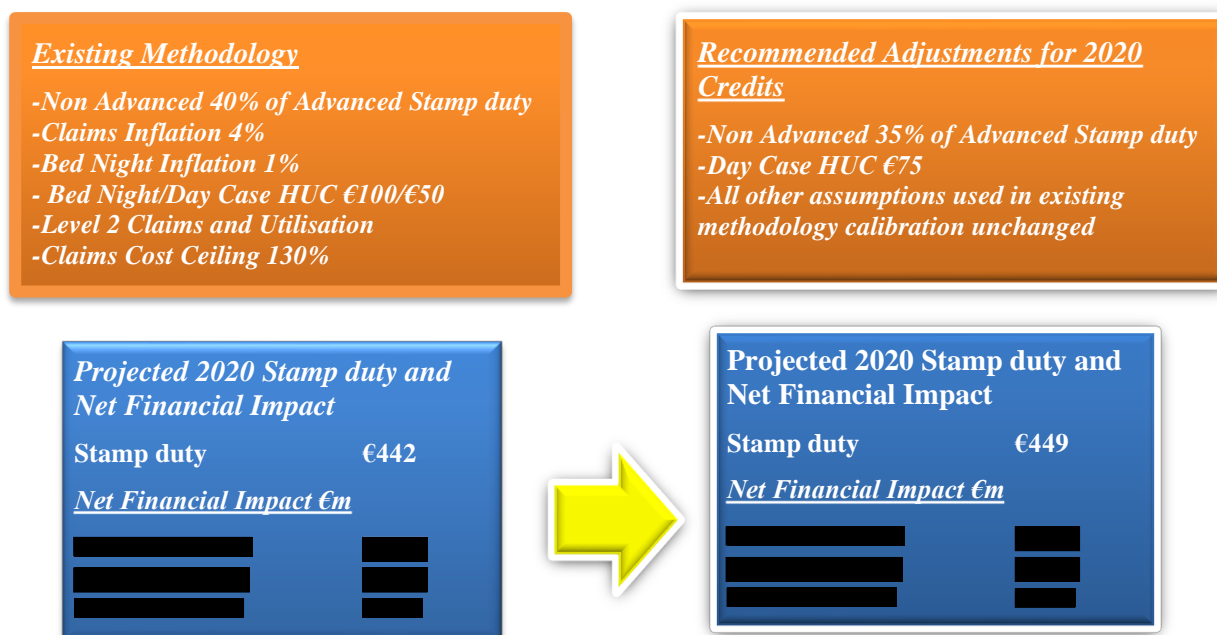 Existing Methodology
-Non Advanced 40% of Advanced Stamp duty
-Claims Inflation 4%
-Bed Night Inflation 1%
- Bed Night/Day Case HUC €100/€50
-Level 2 Claims and Utilisation
-Claims Cost Ceiling 130%
Recommended Adjustments for 2020
Credits
-Non Advanced 35% of Advanced Stamp duty
-Day Case HUC €75
-All other assumptions used in existing
methodology calibration unchanged
Projected 2020 Stamp duty and
Net Financial Impact
Stamp duty €442
Net Financial Impact €m
Projected 2020 Stamp duty and
Net Financial Impact
Stamp duty €449
Net Financial Impact €m